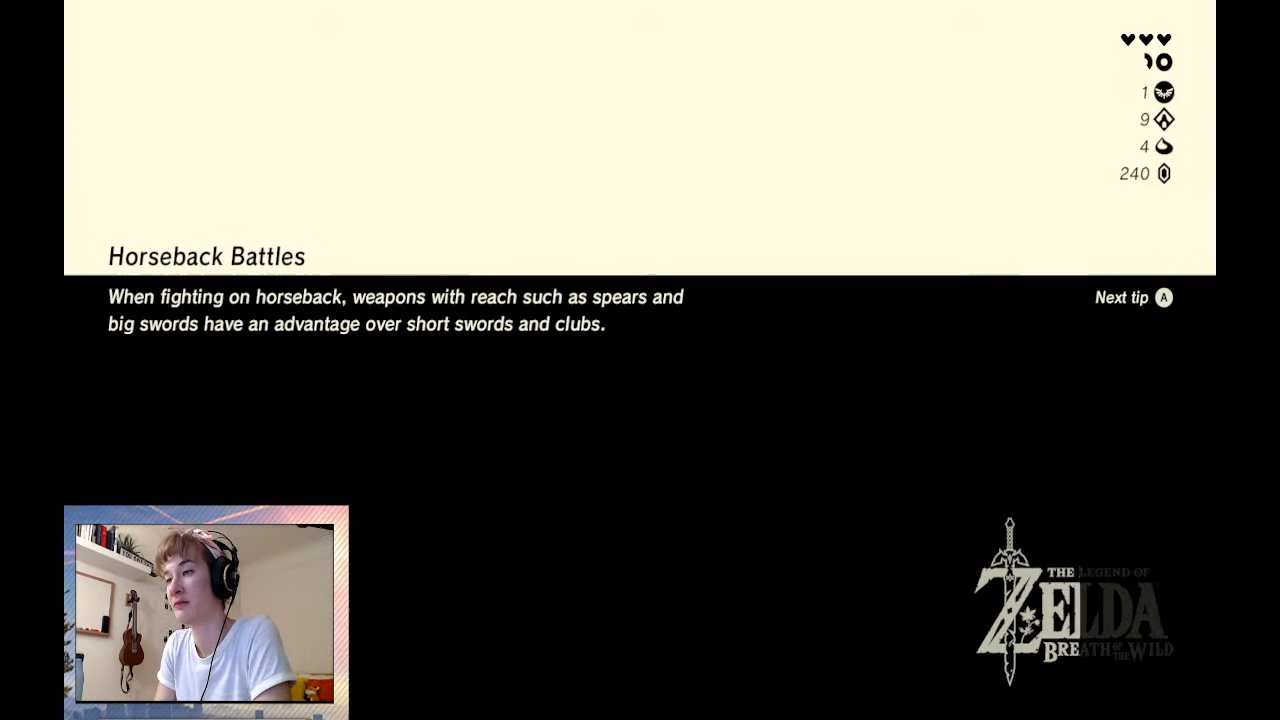 1
9
4
240
Horseback Battles
When fighting on horseback, weapons with reach such as spears and
big swords have an advantage over short swords and clubs.
Next tip A
THE LEGEND OF
ZELDA
BREATH OF THE WILD